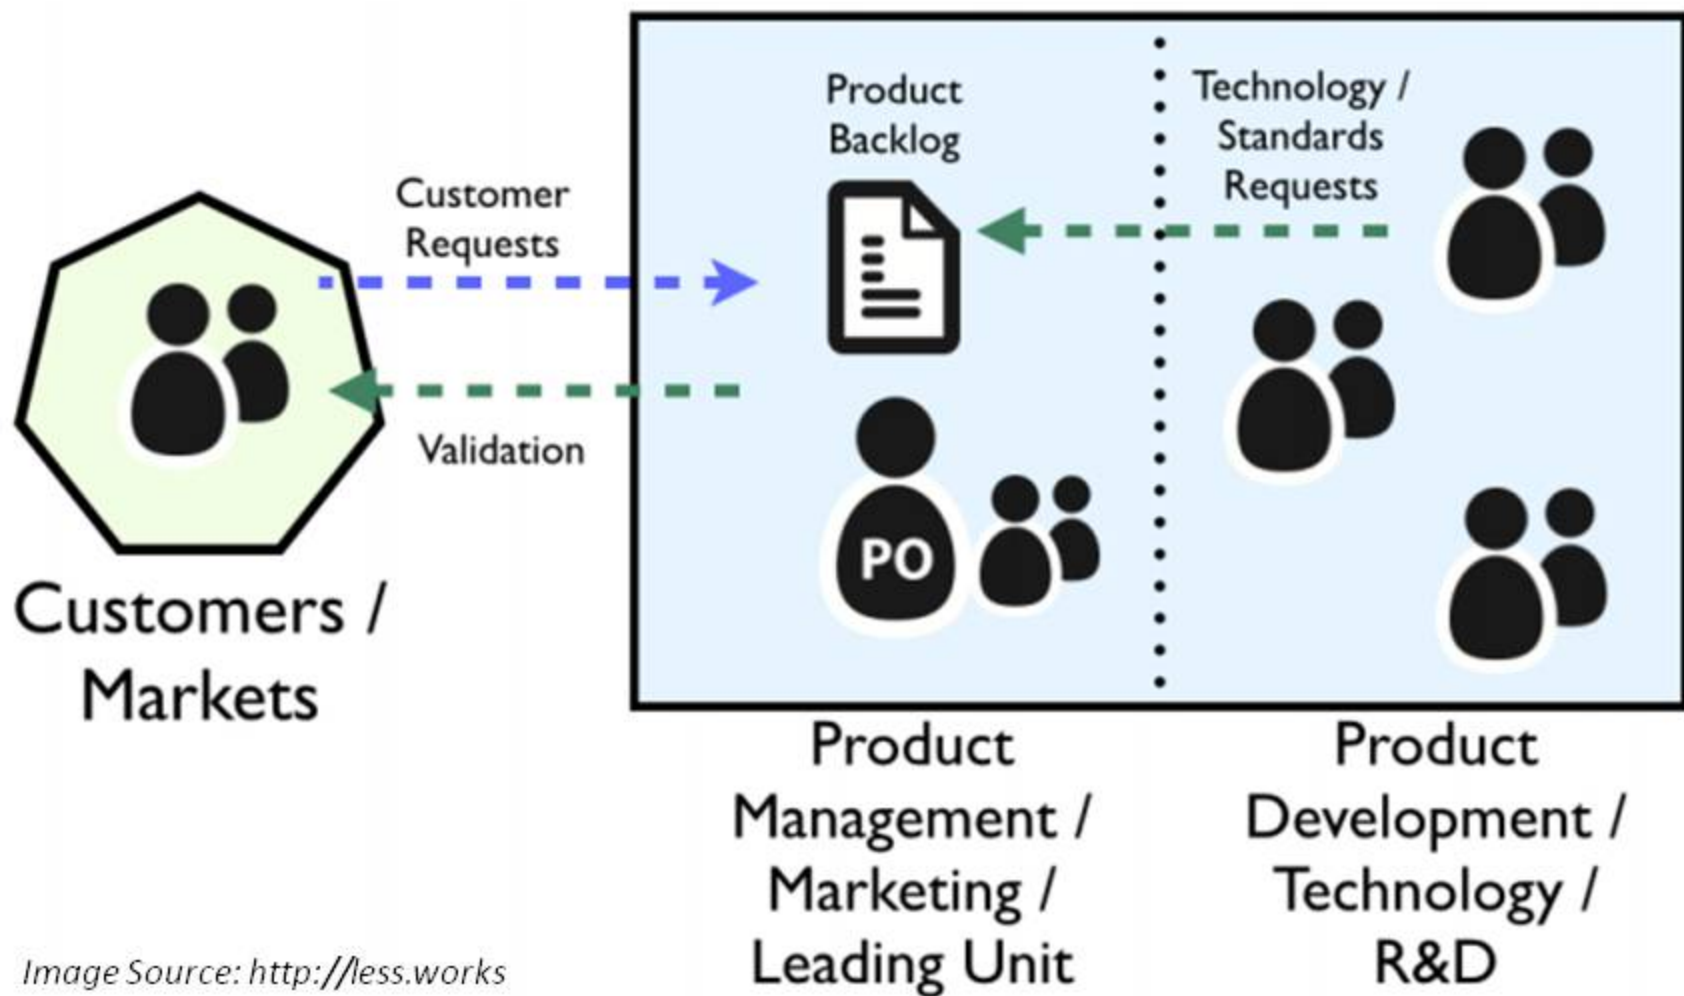 Product
Backlog
Technology /
Standards
Requests
Customer
Requests
Validation
PO
Customers /
Markets
Product
Management /
Marketing /
Leading Unit
Product
Development /
Technology /
R&D
Image Source: http://less.works